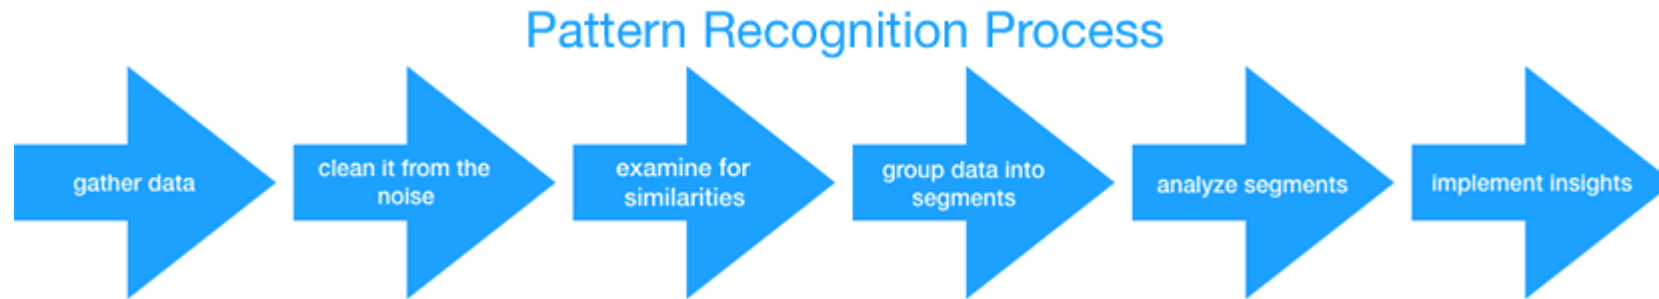 Pattern Recognition Process
gather data
clean it from the
noise
examine for
similarities
group data into
segments
analyze segments
implement insights